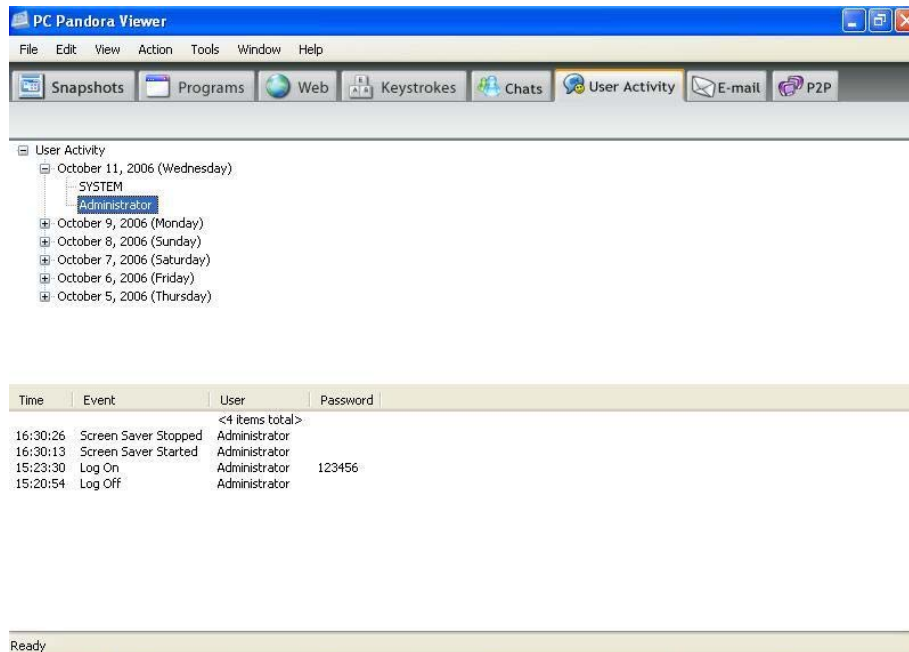 PC Pandora Viewer
File Edit View Action Tools Window Help
Snapshots Programs Web Keystrokes Chats User Activity E-mail P2P
User Activity
October 11, 2006 (Wednesday)
SYSTEM
Administrator
October 9, 2006 (Monday)
October 8, 2006 (Sunday)
October 7, 2006 (Saturday)
October 6, 2006 (Friday)
October 5, 2006 (Thursday)
Time Event User Password
<4 items total>
16:30:26 Screen Saver Stopped Administrator
16:30:13 Screen Saver Started Administrator
15:23:30 Log On Administrator 123456
15:20:54 Log Off Administrator
Ready